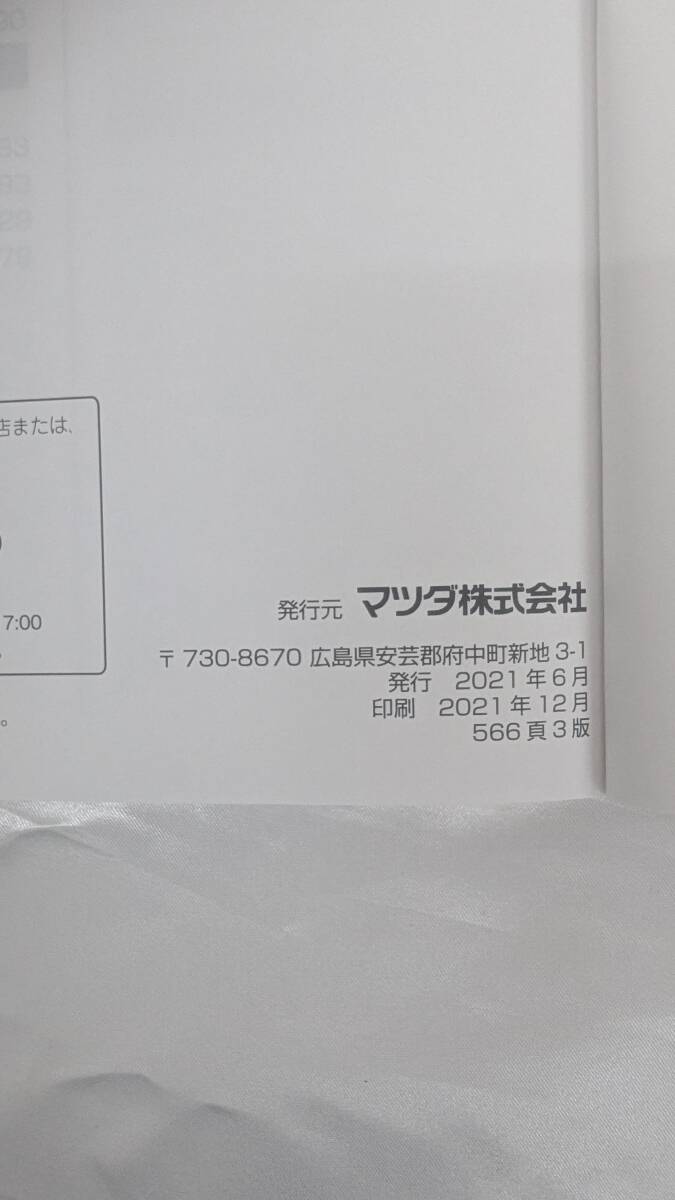 店または、
7:00
発行元 マツダ株式会社
〒730-8670 広島県安芸郡府中町新地 3-1
発行 2021 年 6 月
印刷 2021 年 12 月
566 頁 3 版